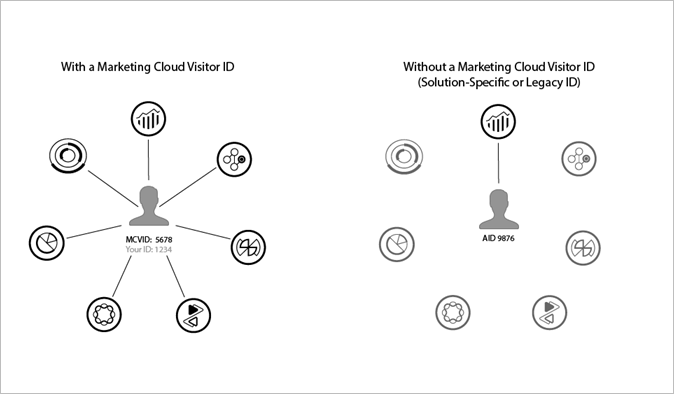 With a Marketing Cloud Visitor ID
Without a Marketing Cloud Visitor ID
(Solution-Specific or Legacy ID)
MCVID: 5678
Your ID: 1234
AID 9876